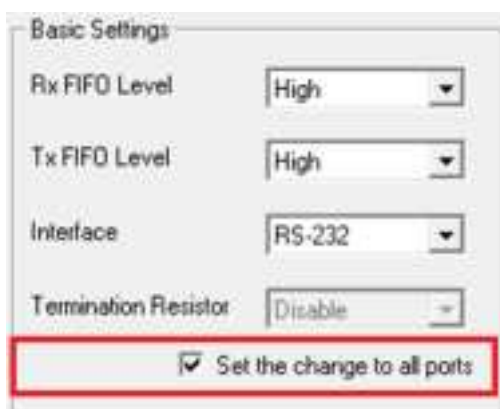 Basic Settings
Rx FIFO Level High
Tx FIFO Level High
Interface RS-232
Termination Resistor Disable
Set the change to all ports